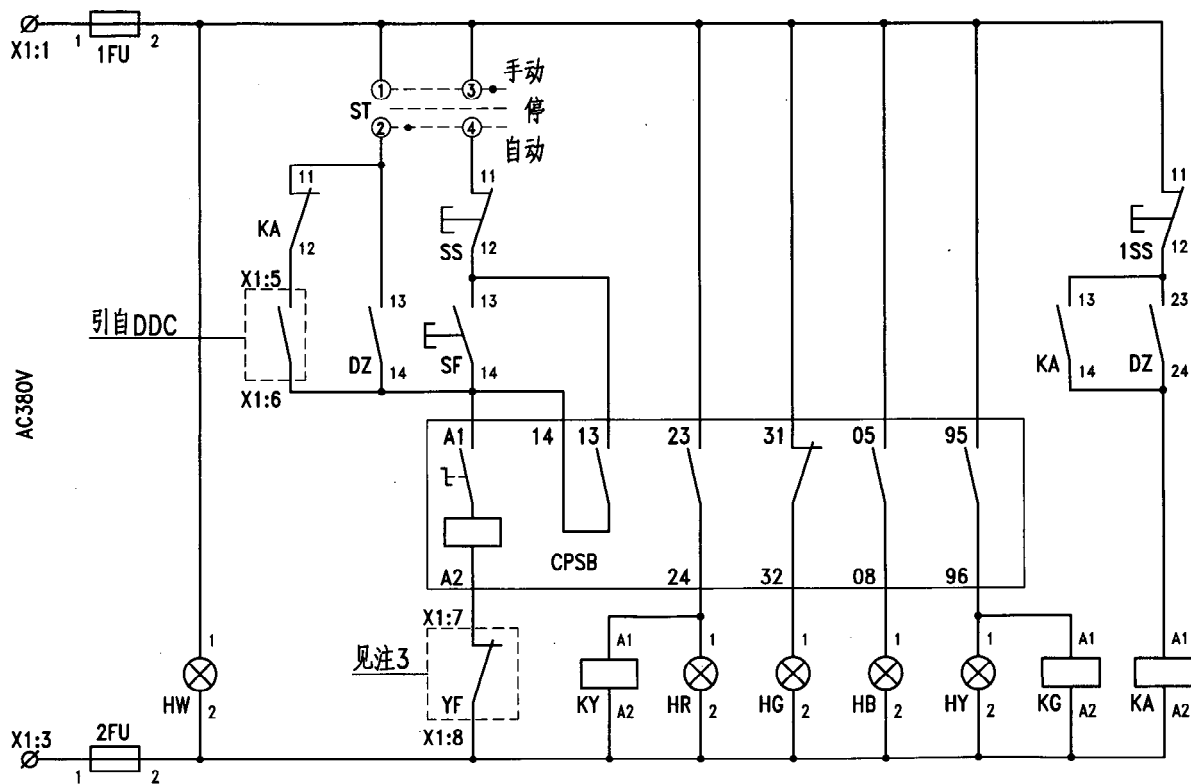 X1:1
1 1FU 2
手动
停
自动
1 3
ST
2 4
11 11 11
KA
12
SS
12
1SS
12
X1:5
引自DDC
13
DZ
14
13
SF
14
X1:6
13
KA
14
23
DZ
24
AC380V
A1 14 13 23 31 05 95
CPSB
A2 24 32 08 96
X1:7
见注3
YF
X1:8
1
HW
2
A1
KY
A2
1
HR
2
1
HG
2
1
HB
2
1
HY
2
A1
KG
A2
A1
KA
A2
X1:3
1 2FU 2